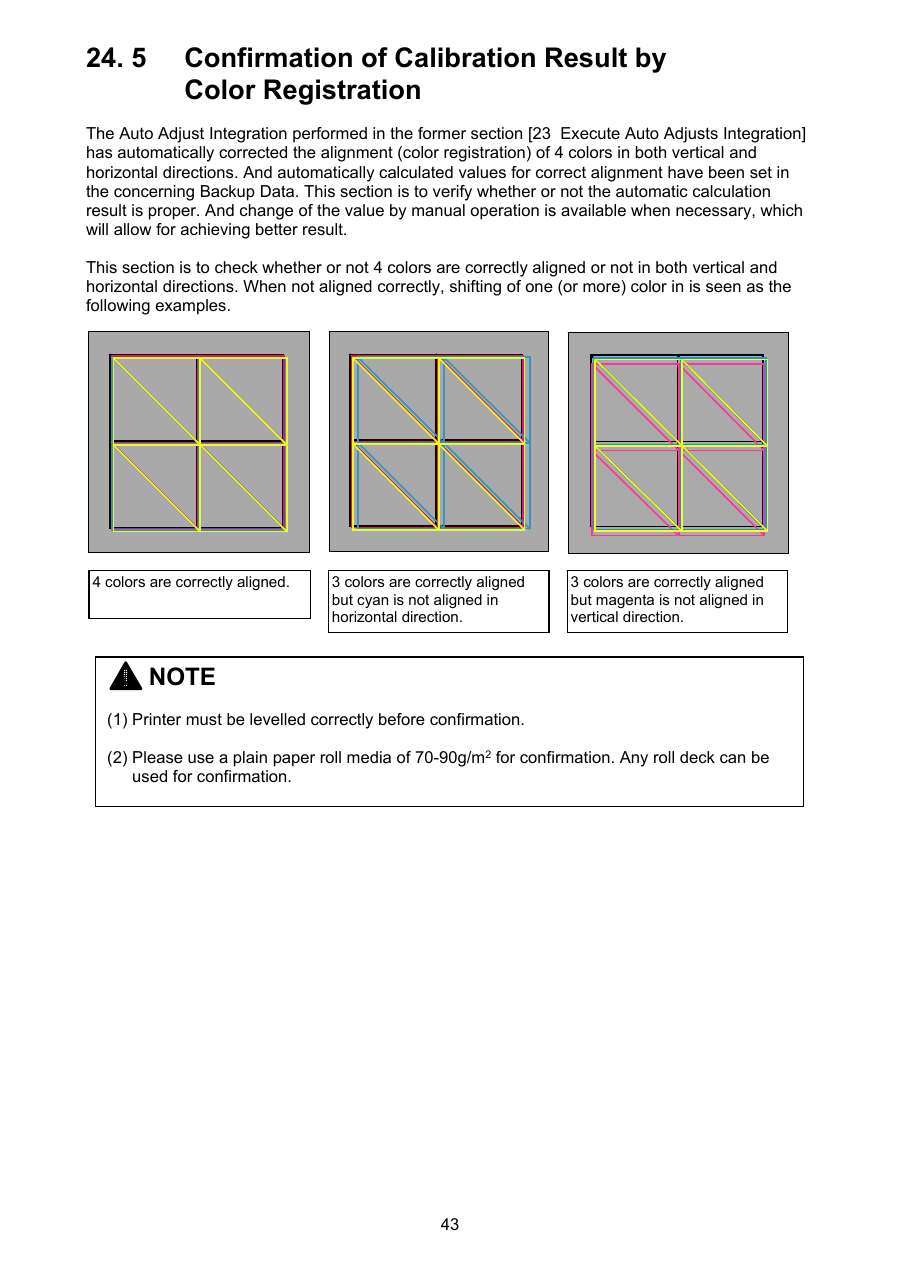 24. 5 Confirmation of Calibration Result by
Color Registration
The Auto Adjust Integration performed in the former section [23  Execute Auto Adjusts Integration]
has automatically corrected the alignment (color registration) of 4 colors in both vertical and
horizontal directions. And automatically calculated values for correct alignment have been set in
the concerning Backup Data. This section is to verify whether or not the automatic calculation
result is proper. And change of the value by manual operation is available when necessary, which
will allow for achieving better result.
This section is to check whether or not 4 colors are correctly aligned or not in both vertical and
horizontal directions. When not aligned correctly, shifting of one (or more) color in is seen as the
following examples.
4 colors are correctly aligned.
3 colors are correctly aligned
but cyan is not aligned in
horizontal direction.
3 colors are correctly aligned
but magenta is not aligned in
vertical direction.
NOTE
(1) Printer must be levelled correctly before confirmation.
(2) Please use a plain paper roll media of 70-90g/m² for confirmation. Any roll deck can be
used for confirmation.
43